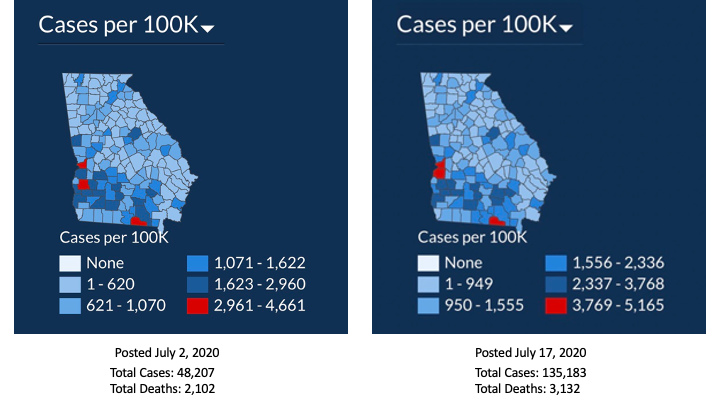 Cases per 100K
Cases per 100K
None
1 - 620
621 - 1,070
1,071 - 1,622
1,623 - 2,960
2,961 - 4,661
Posted July 2, 2020
Total Cases: 48,207
Total Deaths: 2,102
Cases per 100K
Cases per 100K
None
1 - 949
950 - 1,555
1,556 - 2,336
2,337 - 3,768
3,769 - 5,165
Posted July 17, 2020
Total Cases: 135,183
Total Deaths: 3,132